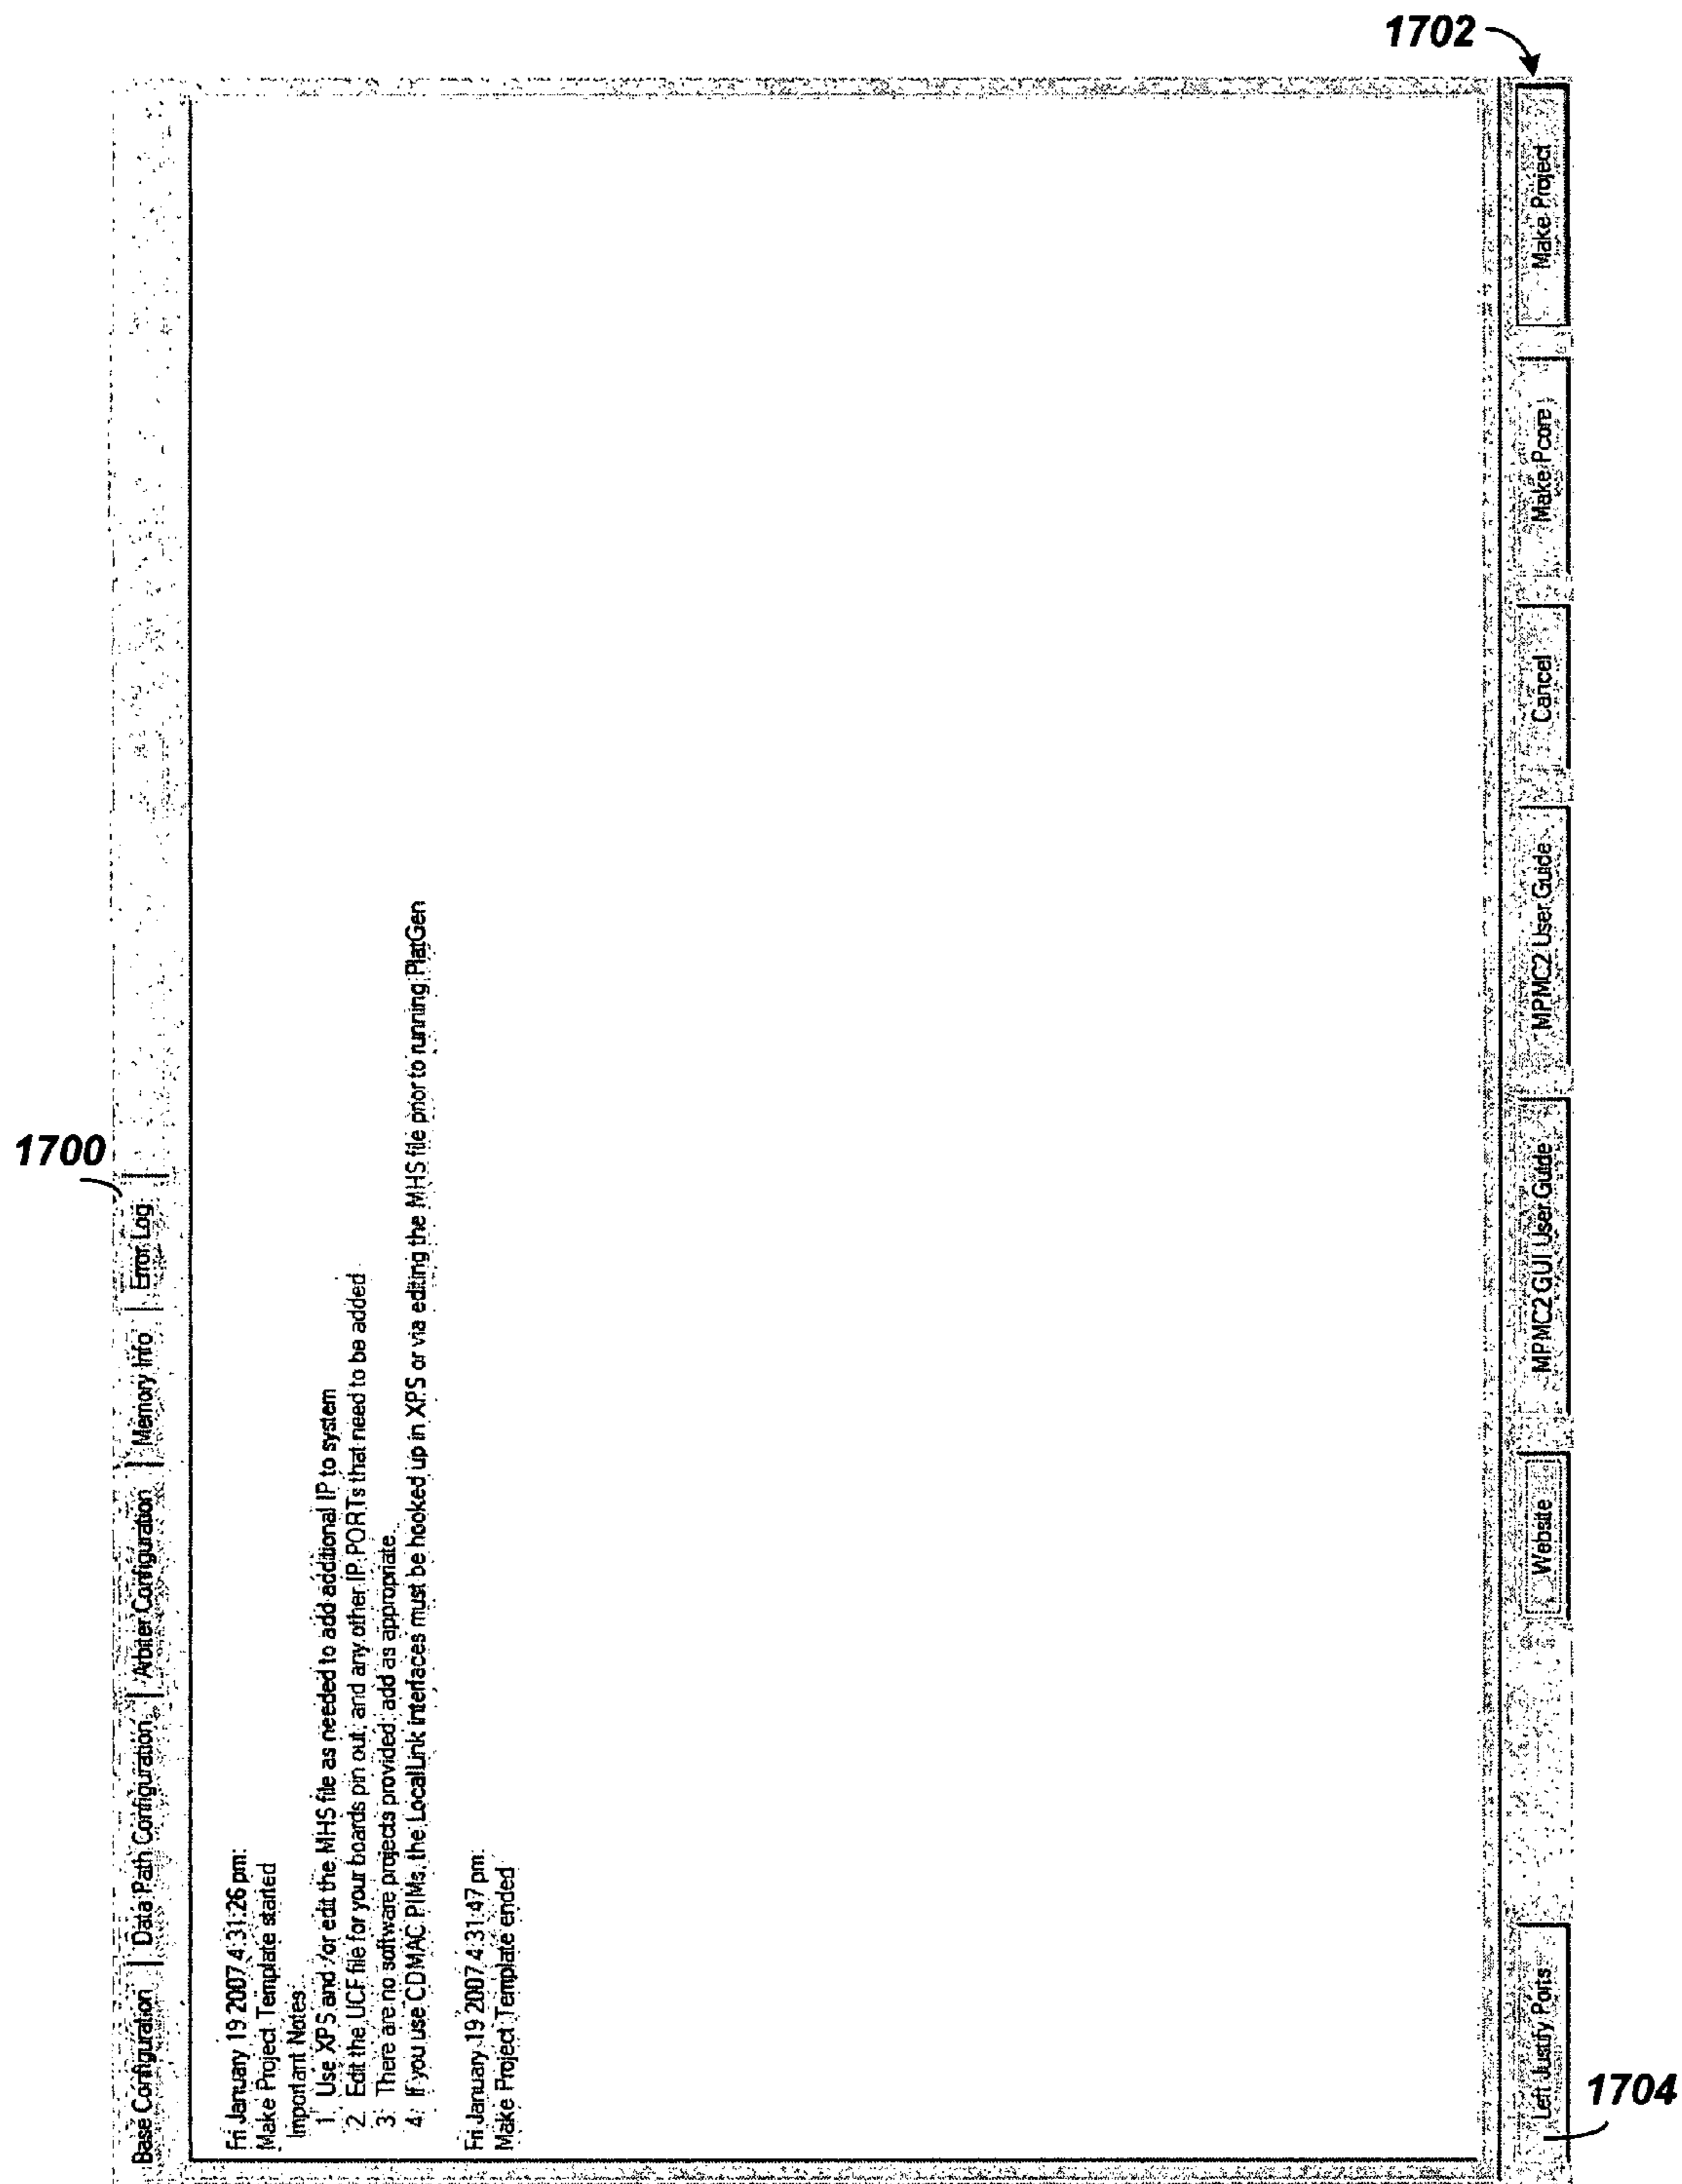 1702
1700
Base Configuration Data Path Configuration Arbiter Configuration Memory Info Error Log
Fri January 19 2007 4:31:26 pm:
Make Project Template started
Important Notes:
1. Use XPS and /or edit the MHS file as needed to add additional IP to system
2. Edit the UCF file for your boards pin out, and any other IP PORTs that need to be added
3. There are no software projects provided, add as appropriate.
4. If you use CDMAC PIMs, the LocalLink interfaces must be hooked up in XPS or via editing the MHS file prior to running PlatGen
Fri January 19 2007 4:31:47 pm:
Make Project Template ended
Left Justify Ports Website MPMC2 GUI User Guide MPMC2 User Guide Cancel Make Pcore Make Project
1704